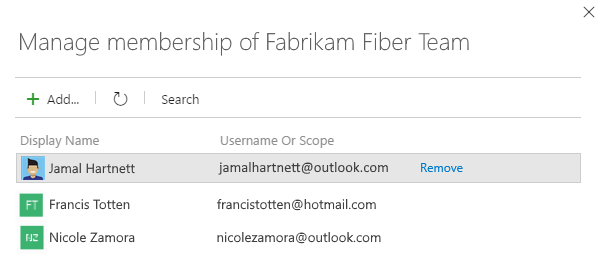 Manage membership of Fabrikam Fiber Team
Add... Search
Display Name Username Or Scope
Jamal Hartnett jamalhartnett@outlook.com Remove
FT Francis Totten francistotten@hotmail.com
NZ Nicole Zamora nicolezamora@outlook.com